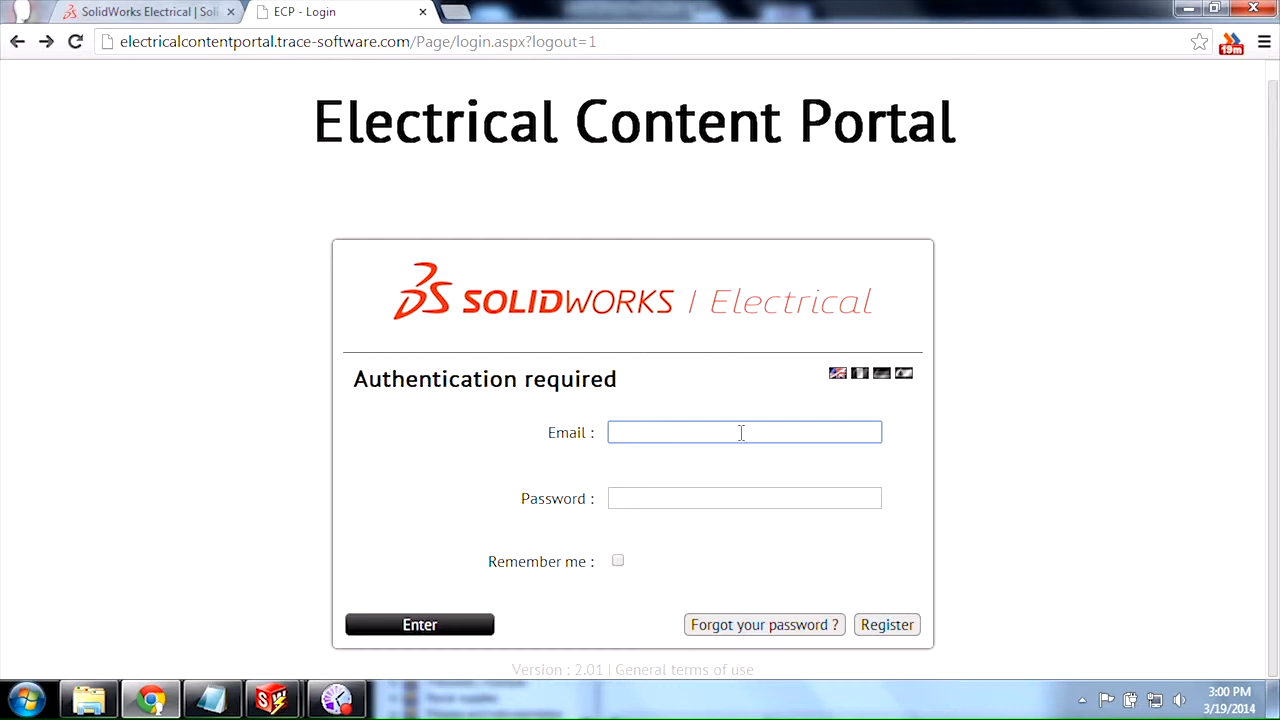 SolidWorks Electrical | Soli
ECP - Login
electricalcontentportal.trace-software.com/Page/login.aspx?logout=1
19m
Electrical Content Portal
SOLIDWORKS | Electrical
Authentication required
Email :
Password :
Remember me :
Enter
Forgot your password ?
Register
Version : 2.01 | General terms of use
3:00 PM
3/19/2014